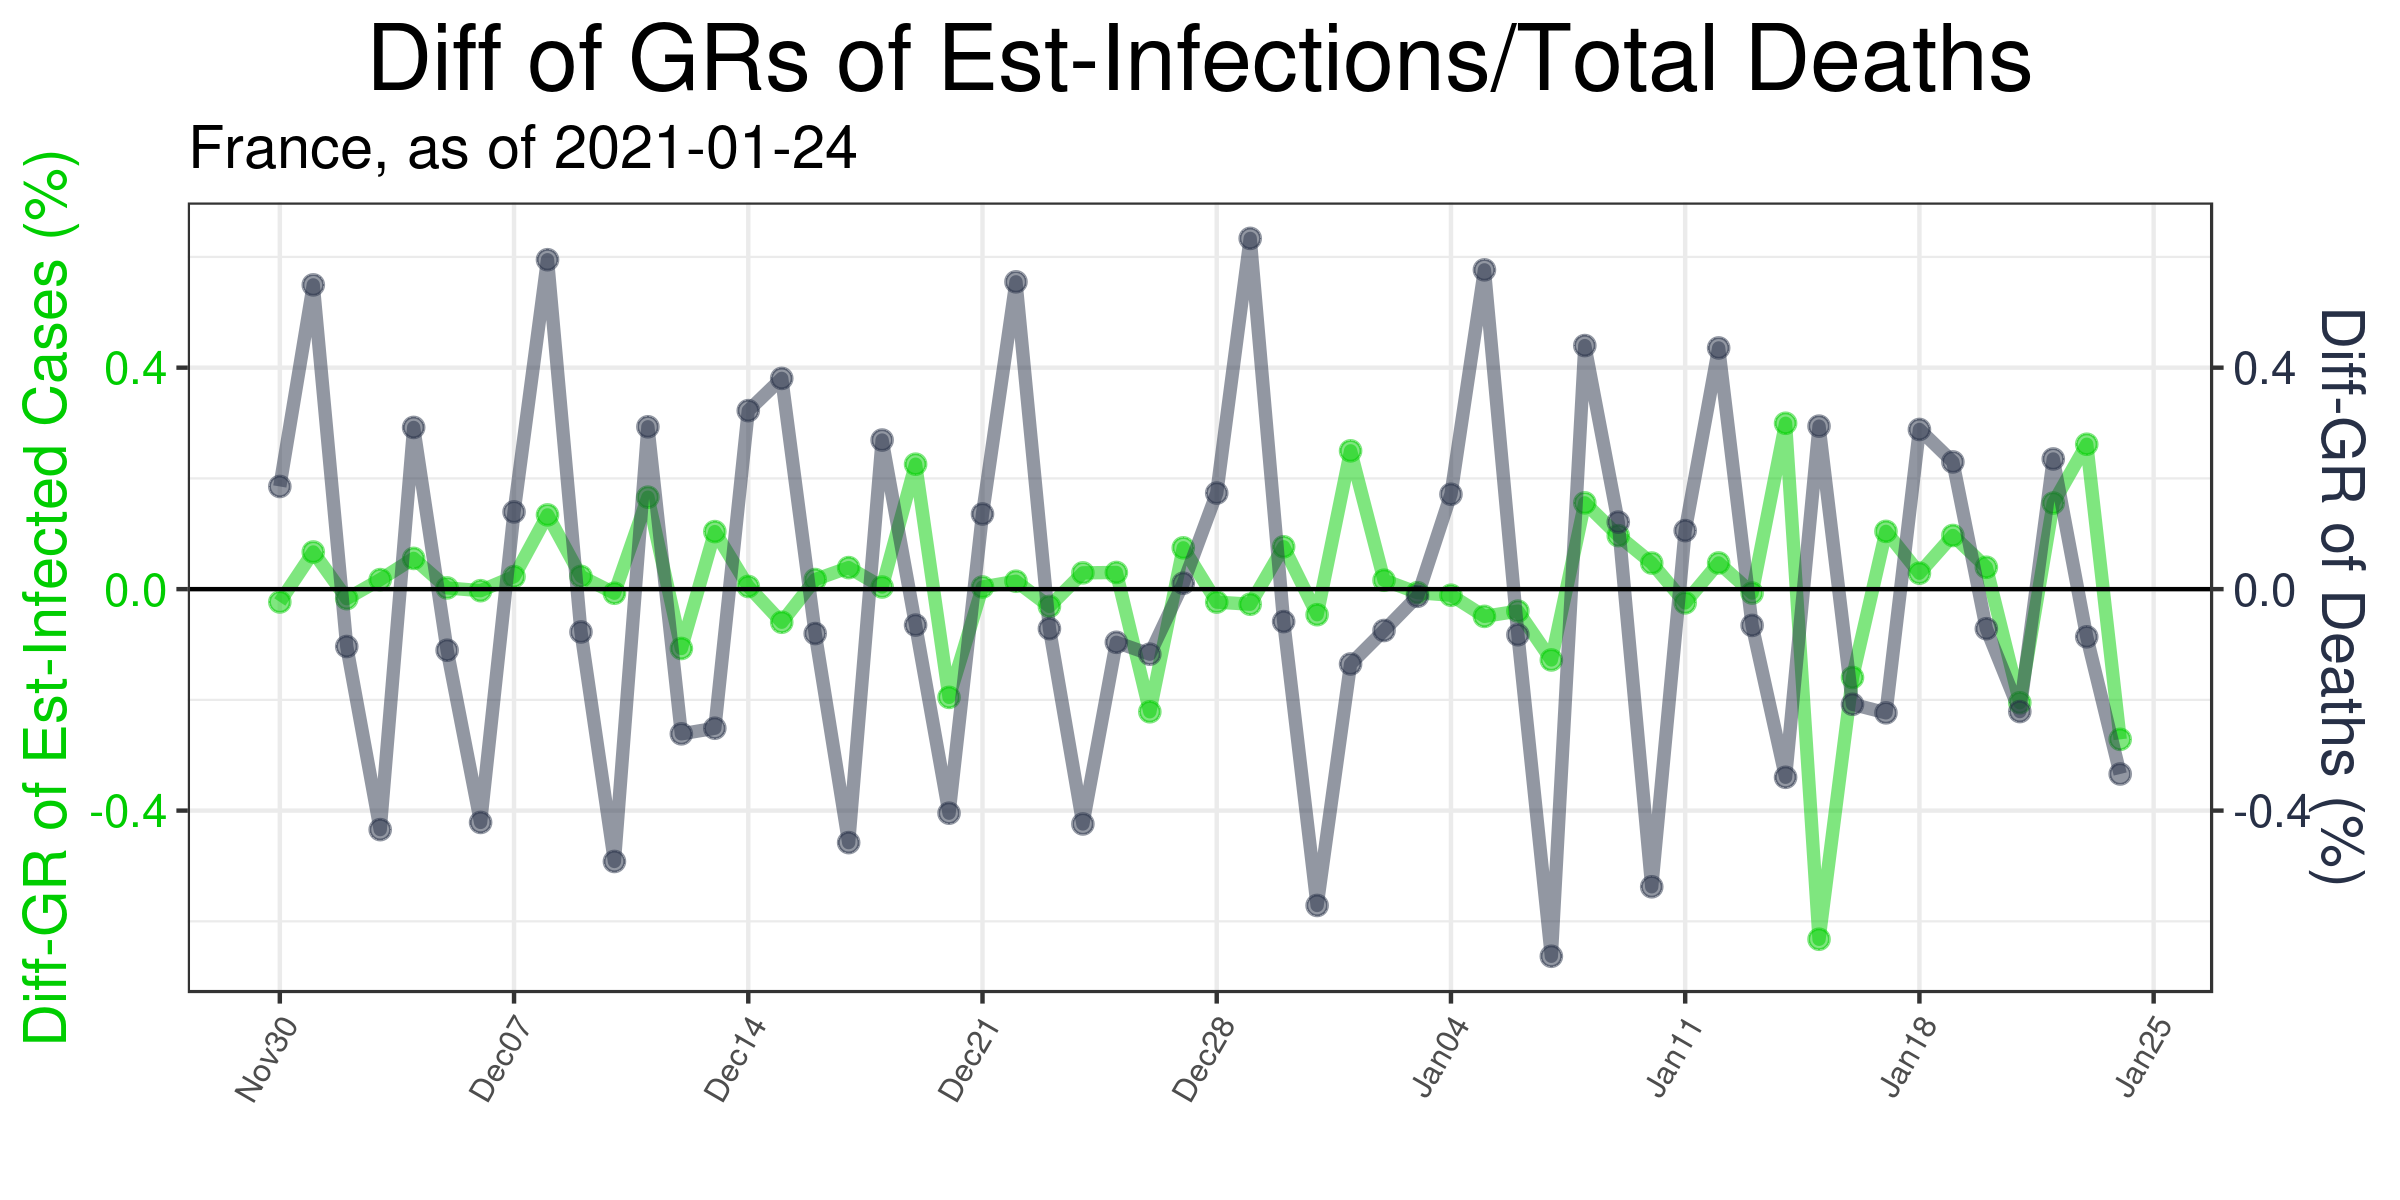 Diff of GRs of Est-Infections/Total Deaths
France, as of 2021-01-24
Diff-GR of Est-Infected Cases (%)
0.4
0.0
-0.4
0.4
0.0
-0.4
Diff-GR of Deaths (%)
Nov30
Dec07
Dec14
Dec21
Dec28
Jan04
Jan11
Jan18
Jan25